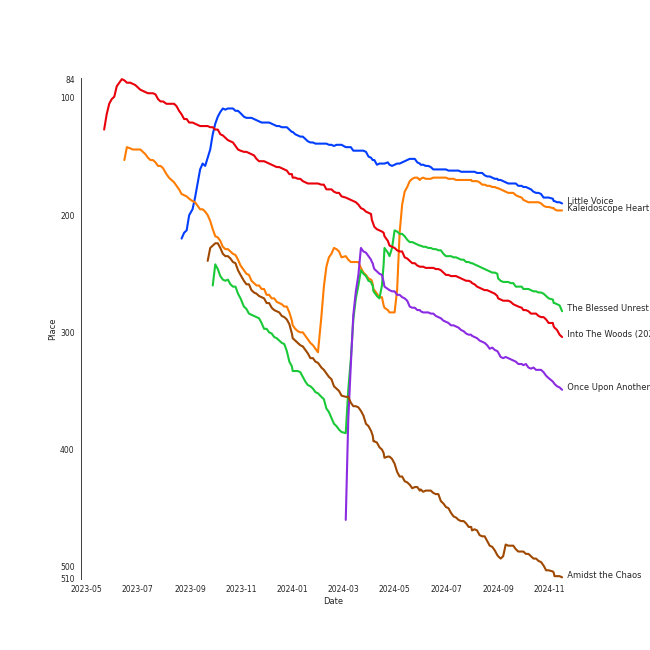 84
100
200
300
400
500
510
Place
2023-05
2023-07
2023-09
2023-11
2024-01
2024-03
2024-05
2024-07
2024-09
2024-11
Date
Little Voice
Kaleidoscope Heart
The Blessed Unrest
Into The Woods (202
Once Upon Another
Amidst the Chaos